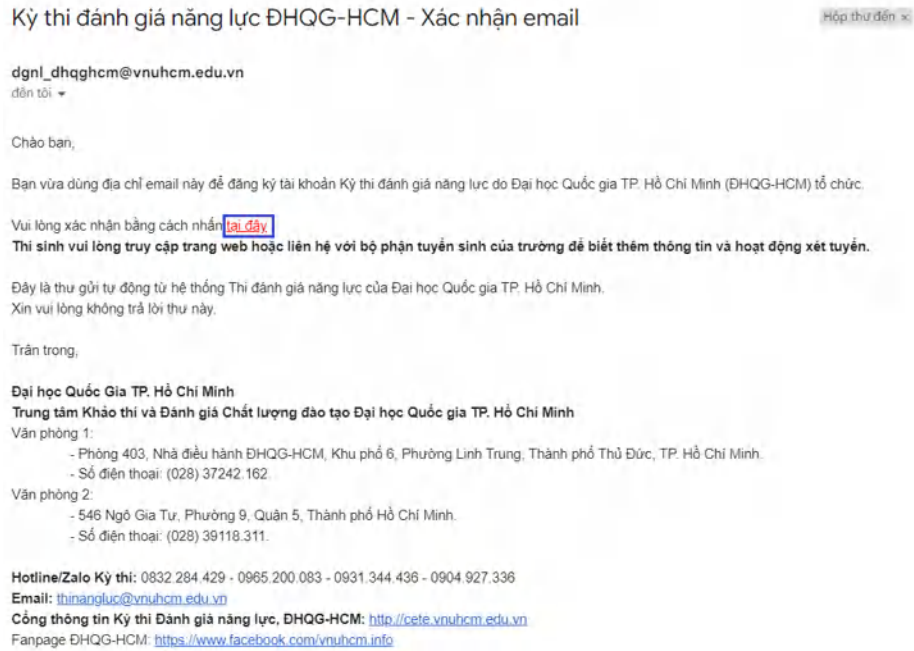 Kỳ thi đánh giá năng lực ĐHQG-HCM - Xác nhận email
Hộp thư đến ×
dgnl_dhqghcm@vnuhcm.edu.vn
đến tôi
Chào bạn,
Bạn vừa dùng địa chỉ email này để đăng ký tài khoản Kỳ thi đánh giá năng lực do Đại học Quốc gia TP. Hồ Chí Minh (ĐHQG-HCM) tổ chức.
Vui lòng xác nhận bằng cách nhấn tại đây
Thí sinh vui lòng truy cập trang web hoặc liên hệ với bộ phận tuyển sinh của trường để biết thêm thông tin và hoạt động xét tuyển.
Đây là thư gửi tự động từ hệ thống Thi đánh giá năng lực của Đại học Quốc gia TP. Hồ Chí Minh.
Xin vui lòng không trả lời thư này.
Trân trọng,
Đại học Quốc Gia TP. Hồ Chí Minh
Trung tâm Khảo thí và Đánh giá Chất lượng đào tạo Đại học Quốc gia TP. Hồ Chí Minh
Văn phòng 1:
- Phòng 403, Nhà điều hành ĐHQG-HCM, Khu phố 6, Phường Linh Trung, Thành phố Thủ Đức, TP. Hồ Chí Minh.
- Số điện thoại: (028) 37242.162.
Văn phòng 2:
- 546 Ngô Gia Tự, Phường 9, Quận 5, Thành phố Hồ Chí Minh.
- Số điện thoại: (028) 39118.311.
Hotline/Zalo Kỳ thi: 0832.284.429 - 0965.200.083 - 0931.344.436 - 0904.927.336
Email: thinangluc@vnuhcm.edu.vn
Cổng thông tin Kỳ thi Đánh giá năng lực, ĐHQG-HCM: http://cete.vnuhcm.edu.vn
Fanpage ĐHQG-HCM: https://www.facebook.com/vnuhcm.info